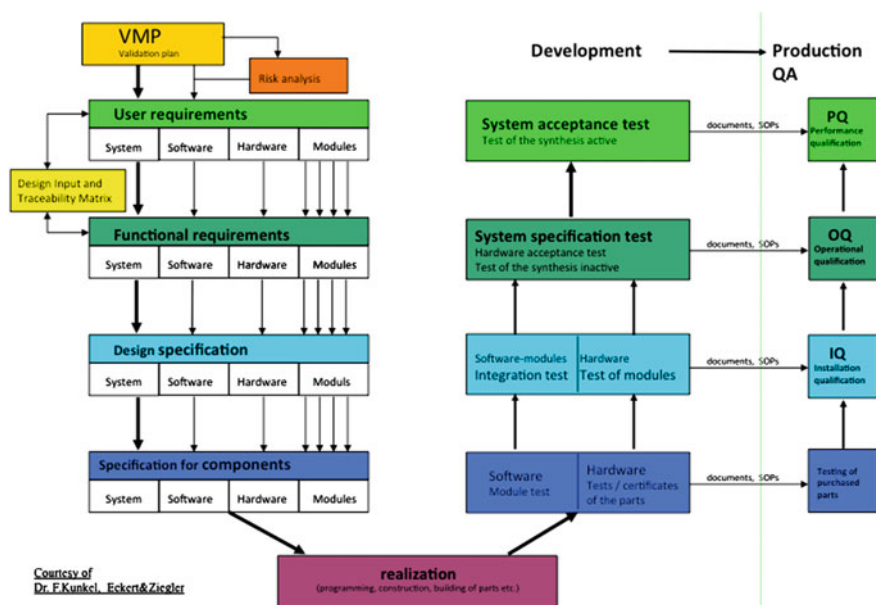 VMP
Validation plan
Risk analysis
User requirements
System Software Hardware Modules
Design Input and
Traceability Matrix
Functional requirements
System Software Hardware Modules
Design specification
System Software Hardware Moduls
Specification for components
System Software Hardware Modules
realization
(programming, construction, building of parts etc.)
Courtesy of
Dr. F.Kunkel, Eckert&Ziegler
Development
Production
QA
System acceptance test
Test of the synthesis active
documents, SOPs
PQ
Performance
qualification
System specification test
Hardware acceptance test
Test of the synthesis inactive
documents, SOPs
OQ
Operational
qualification
Software-modules
Integration test
Hardware
Test of modules
documents, SOPs
IQ
Installation
qualification
Software
Module test
Hardware
Tests / certificates
of the parts
documents, SOPs
Testing of
purchased
parts